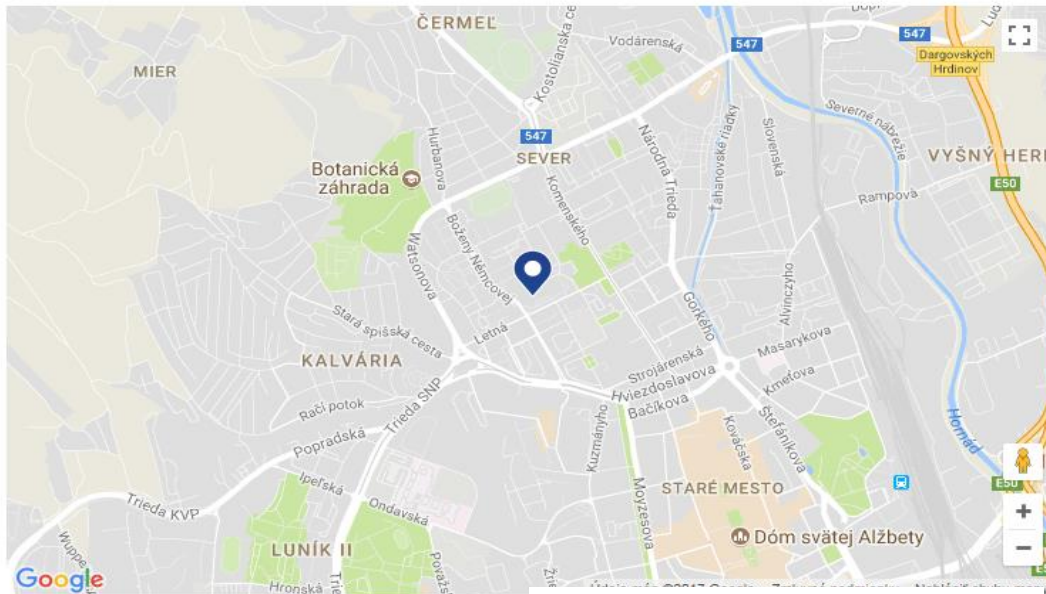 ČERMEĽ
Kostolianska ce
Vodárenská
547
547
Dargovských
Hrdinov
MIER
Hurbanova
547
SEVER
Národná Trieda
Ťahanovské riadky
Slovenská
Severné nábrežie
VYŠNÝ HER
E50
Botanická
záhrada
Komenského
Rampová
Watsonova
Boženy Němcovej
Gorkého
Alvinczyho
Stará spišská cesta
Letná
KALVÁRIA
Strojárenská
Masarykova
Hviezdoslavova
Kmeťova
Bačíkova
Račí potok
Trieda SNP
Kuzmányho
Kováčska
Štefánikova
Hornád
Popradská
Ipeľská
Moyzesova
STARÉ MESTO
E50
Trieda KVP
Ondavská
Dóm svätej Alžbety
LUNÍK II
Wuppe
Považs
Hronská
Google